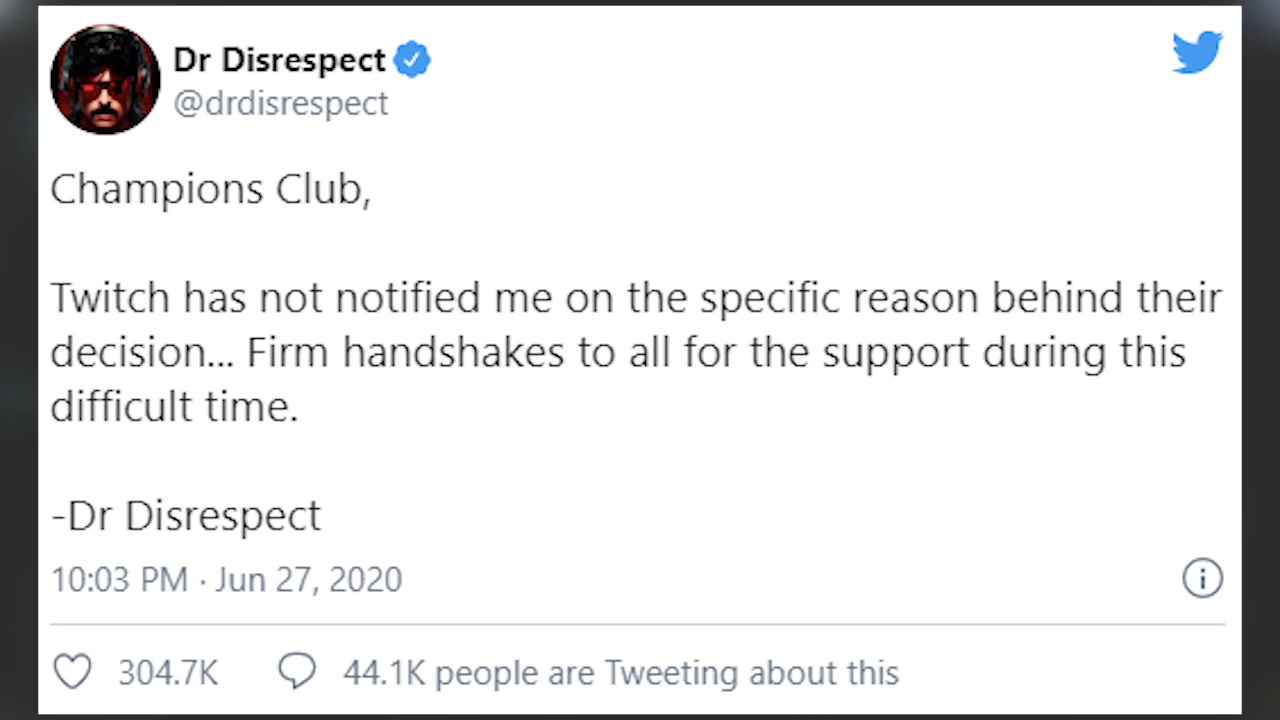 Dr Disrespect
@drdisrespect
Champions Club,
Twitch has not notified me on the specific reason behind their
decision... Firm handshakes to all for the support during this
difficult time.
-Dr Disrespect
10:03 PM · Jun 27, 2020
304.7K 44.1K people are Tweeting about this